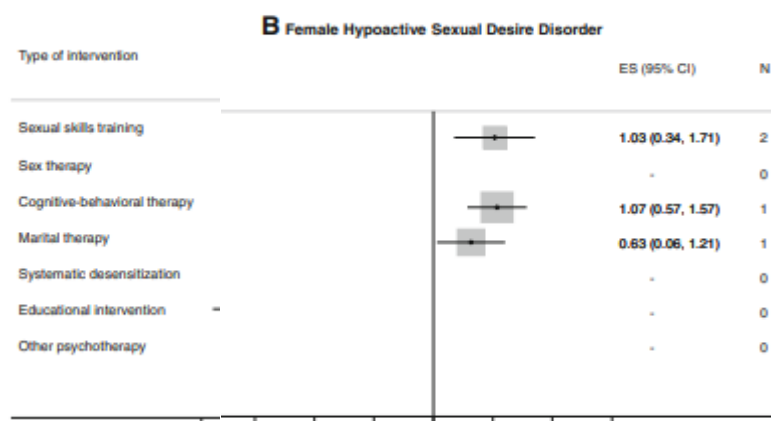 B Female Hypoactive Sexual Desire Disorder
Type of intervention ES (95% CI) N
Sexual skills training 1.03 (0.34, 1.71) 2
Sex therapy - 0
Cognitive-behavioral therapy 1.07 (0.57, 1.57) 1
Marital therapy 0.63 (0.06, 1.21) 1
Systematic desensitization - 0
Educational intervention - 0
Other psychotherapy - 0